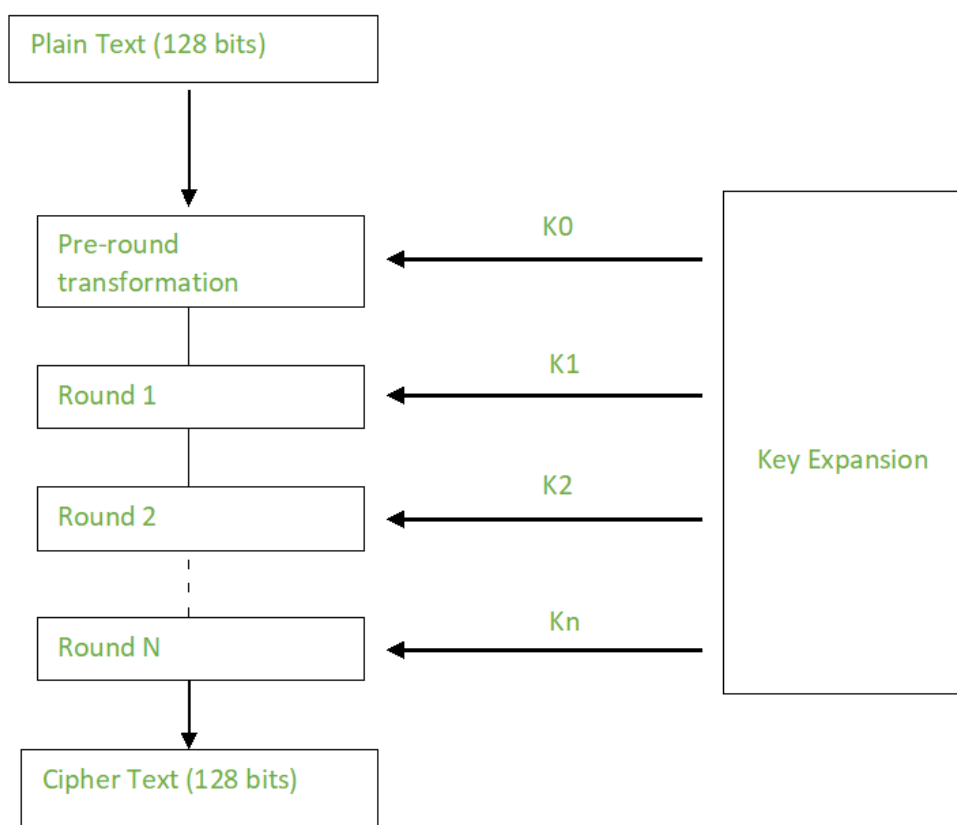 Plain Text (128 bits)
Pre-round
transformation
K0
Round 1
K1
Key Expansion
Round 2
K2
Round N
Kn
Cipher Text (128 bits)